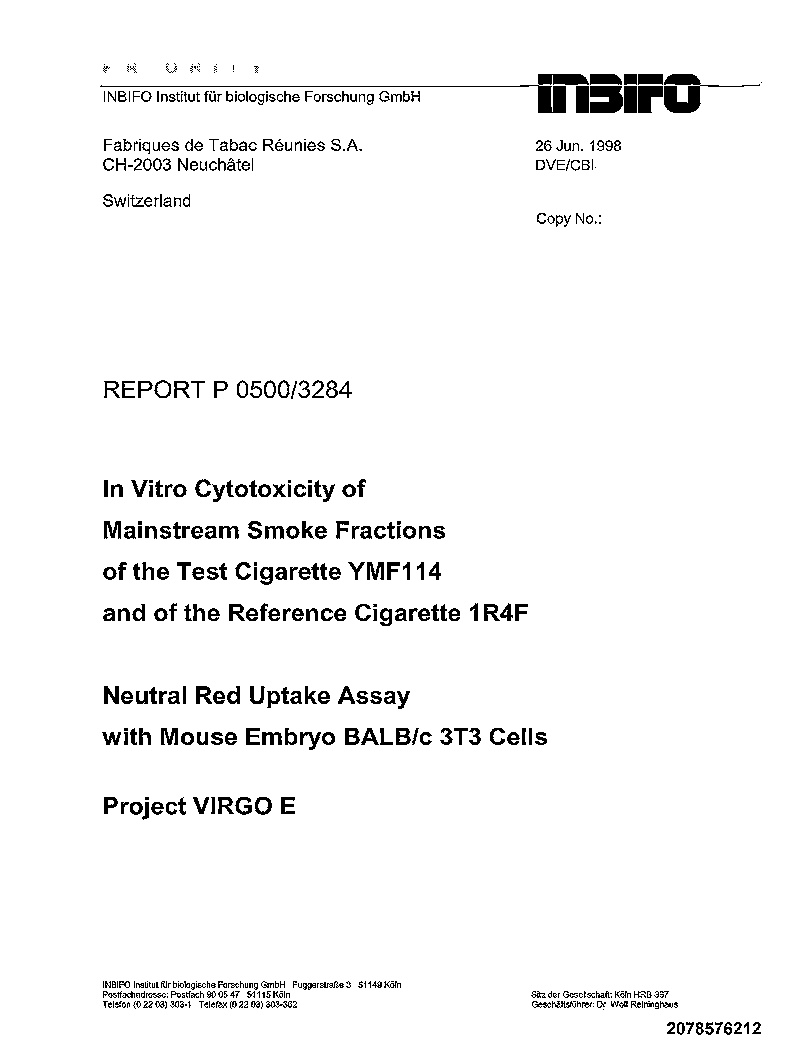 INBIFO Institut für biologische Forschung GmbH
INBIFO
Fabriques de Tabac Réunies S.A.
CH-2003 Neuchâtel
Switzerland
26 Jun. 1998
DVE/CBI
Copy No.:
REPORT P 0500/3284
In Vitro Cytotoxicity of
Mainstream Smoke Fractions
of the Test Cigarette YMF114
and of the Reference Cigarette 1R4F
Neutral Red Uptake Assay
with Mouse Embryo BALB/c 3T3 Cells
Project VIRGO E
INBIFO Institut für biologische Forschung GmbH Fuggerstraße 3 51149 Köln
Postfachadresse: Postfach 90 05 47 51115 Köln
Telefon (0 22 03) 303-1 Telefax (0 22 03) 303-362
Sitz der Gesellschaft: Köln HRB 367
Geschäftsführer: Dr. Wolf Reininghaus
2078576212